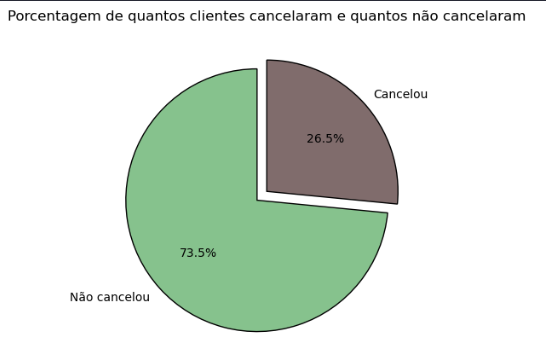 Porcentagem de quantos clientes cancelaram e quantos não cancelaram
Cancelou
26.5%
73.5%
Não cancelou